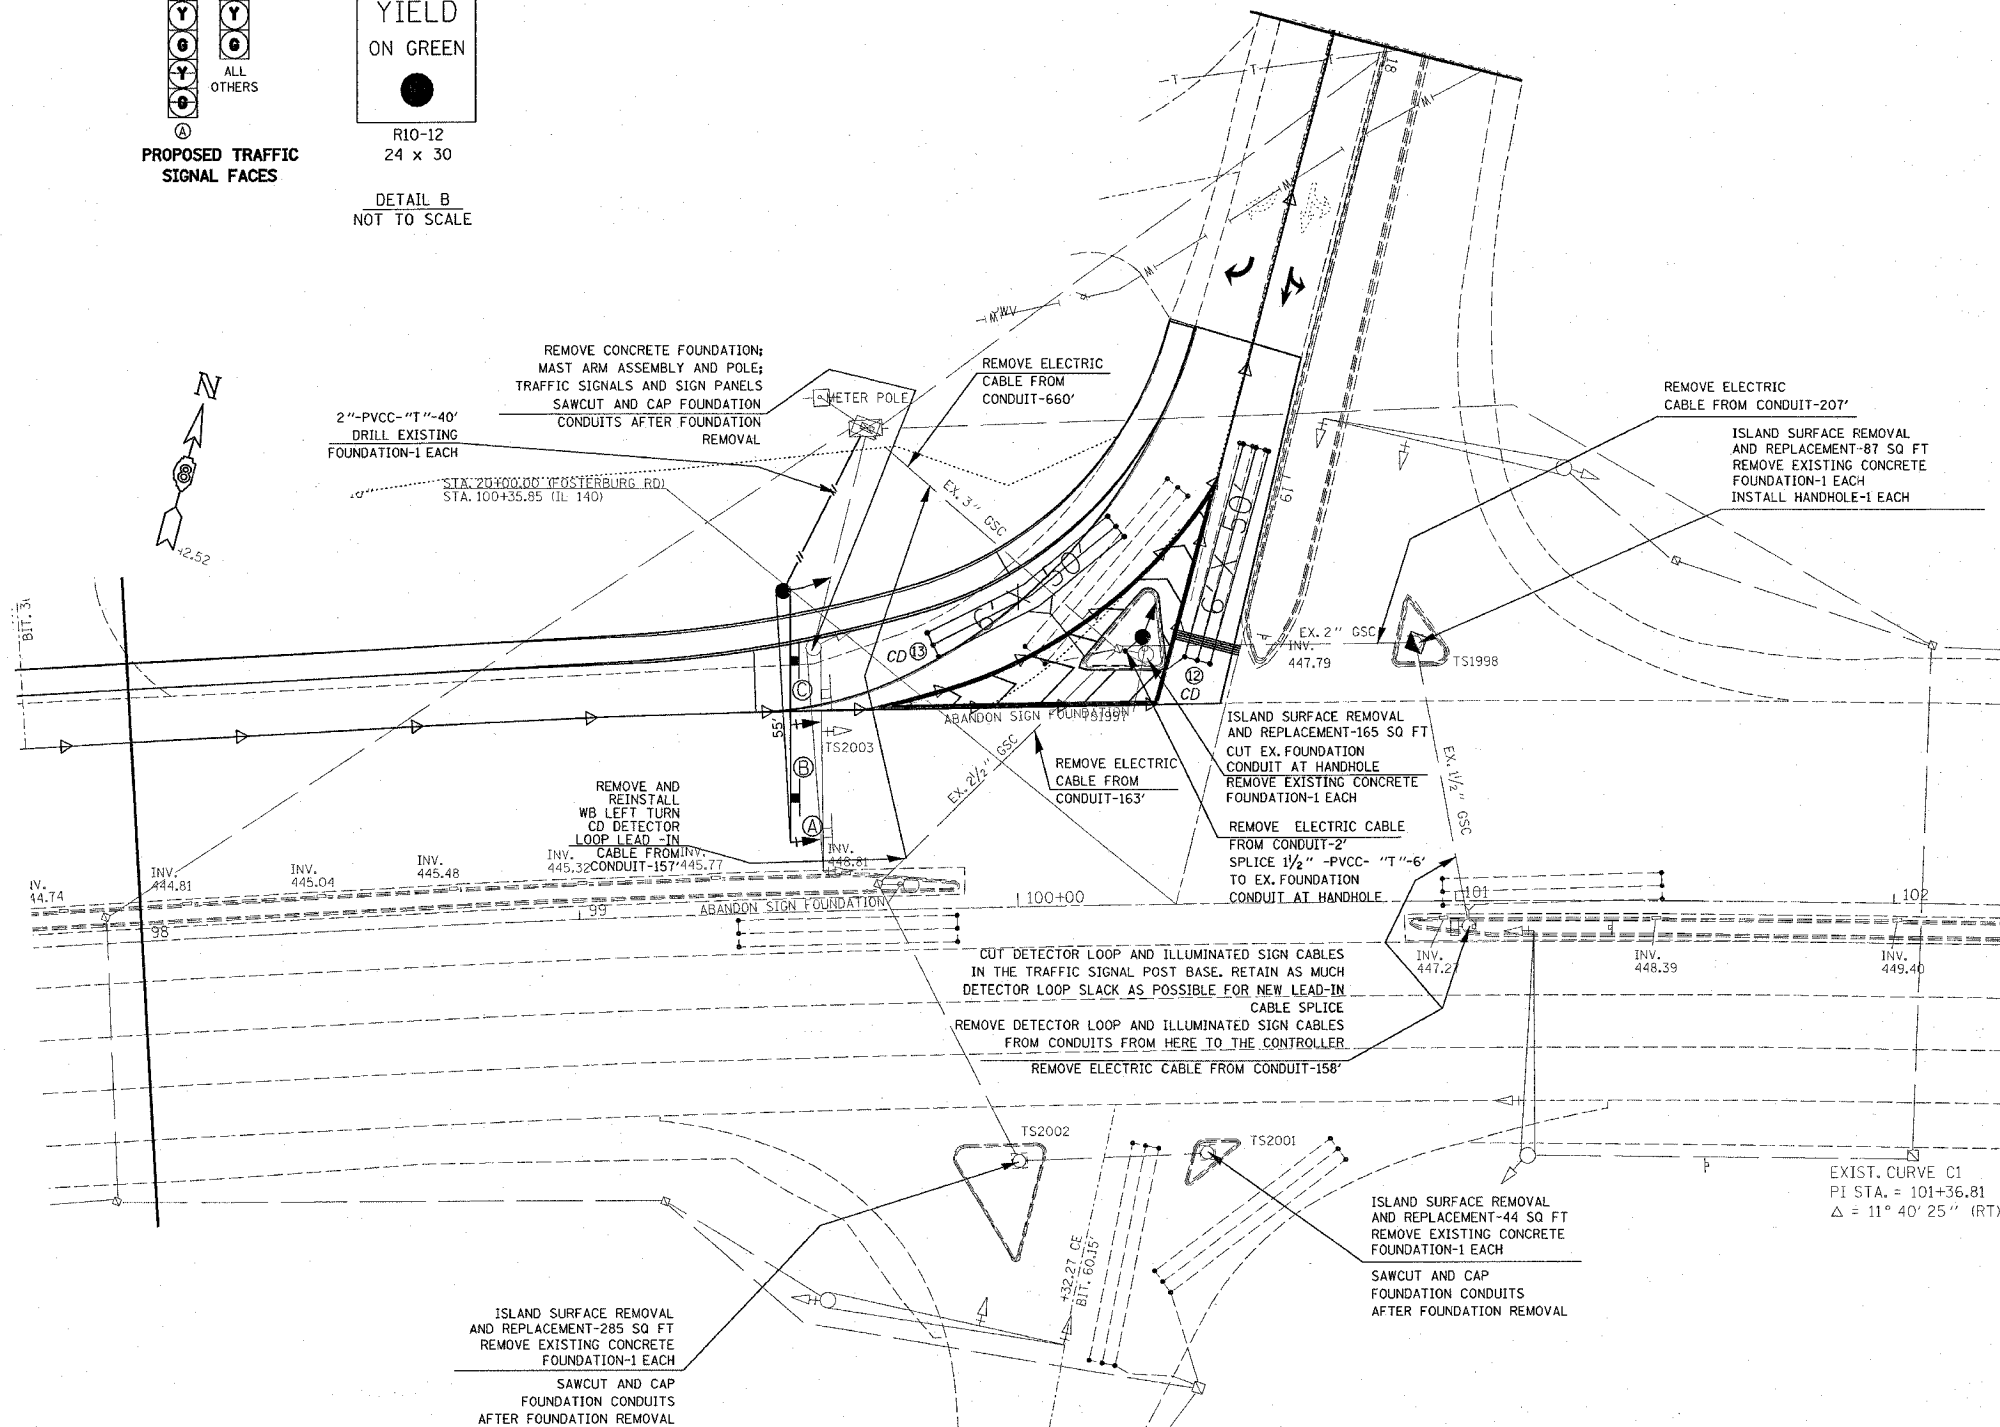 Y
G
Y
G
A
Y
G
ALL
OTHERS
PROPOSED TRAFFIC
SIGNAL FACES
YIELD
ON GREEN
R10-12
24 x 30
DETAIL B
NOT TO SCALE
N
8
+2.52
REMOVE CONCRETE FOUNDATION;
MAST ARM ASSEMBLY AND POLE;
TRAFFIC SIGNALS AND SIGN PANELS
SAWCUT AND CAP FOUNDATION
CONDUITS AFTER FOUNDATION
REMOVAL
2"-PVCC-"T"-40'
DRILL EXISTING
FOUNDATION-1 EACH
STA. 20+00.00 (FOSTERBURG RD)
STA. 100+35.85 (IL 140)
METER POLE
REMOVE ELECTRIC
CABLE FROM
CONDUIT-660'
REMOVE ELECTRIC
CABLE FROM CONDUIT-207'
ISLAND SURFACE REMOVAL
AND REPLACEMENT-87 SQ FT
REMOVE EXISTING CONCRETE
FOUNDATION-1 EACH
INSTALL HANDHOLE-1 EACH
T
T
T
W
W
W
WV
18
19
EX. 3" GSC
6' X 50'
6' X 50'
CD 13
12
CD
EX. 2" GSC
INV.
447.79
TS1998
ABANDON SIGN FOUNDATION
TS1997
C
55'
TS2003
B
A
EX. 2½" GSC
REMOVE ELECTRIC
CABLE FROM
CONDUIT-163'
ISLAND SURFACE REMOVAL
AND REPLACEMENT-165 SQ FT
CUT EX. FOUNDATION
CONDUIT AT HANDHOLE
REMOVE EXISTING CONCRETE
FOUNDATION-1 EACH
REMOVE ELECTRIC CABLE
FROM CONDUIT-2'
SPLICE 1½" -PVCC- "T"-6'
TO EX. FOUNDATION
CONDUIT AT HANDHOLE
EX. 1½" GSC
REMOVE AND
REINSTALL
WB LEFT TURN
CD DETECTOR
LOOP LEAD -IN
CABLE FROM
CONDUIT-157'
44.74
INV.
444.81
INV.
445.04
INV.
445.48
INV.
445.32
INV.
445.77
INV.
448.81
98
99
ABANDON SIGN FOUNDATION
100+00
101
102
INV.
447.27
INV.
448.39
INV.
449.40
CUT DETECTOR LOOP AND ILLUMINATED SIGN CABLES
IN THE TRAFFIC SIGNAL POST BASE. RETAIN AS MUCH
DETECTOR LOOP SLACK AS POSSIBLE FOR NEW LEAD-IN
CABLE SPLICE
REMOVE DETECTOR LOOP AND ILLUMINATED SIGN CABLES
FROM CONDUITS FROM HERE TO THE CONTROLLER
REMOVE ELECTRIC CABLE FROM CONDUIT-158'
TS2002
TS2001
+32.27 CE
BIT. 60.15'
EXIST. CURVE C1
PI STA. = 101+36.81
Δ = 11° 40' 25" (RT)
ISLAND SURFACE REMOVAL
AND REPLACEMENT-44 SQ FT
REMOVE EXISTING CONCRETE
FOUNDATION-1 EACH
SAWCUT AND CAP
FOUNDATION CONDUITS
AFTER FOUNDATION REMOVAL
ISLAND SURFACE REMOVAL
AND REPLACEMENT-285 SQ FT
REMOVE EXISTING CONCRETE
FOUNDATION-1 EACH
SAWCUT AND CAP
FOUNDATION CONDUITS
AFTER FOUNDATION REMOVAL